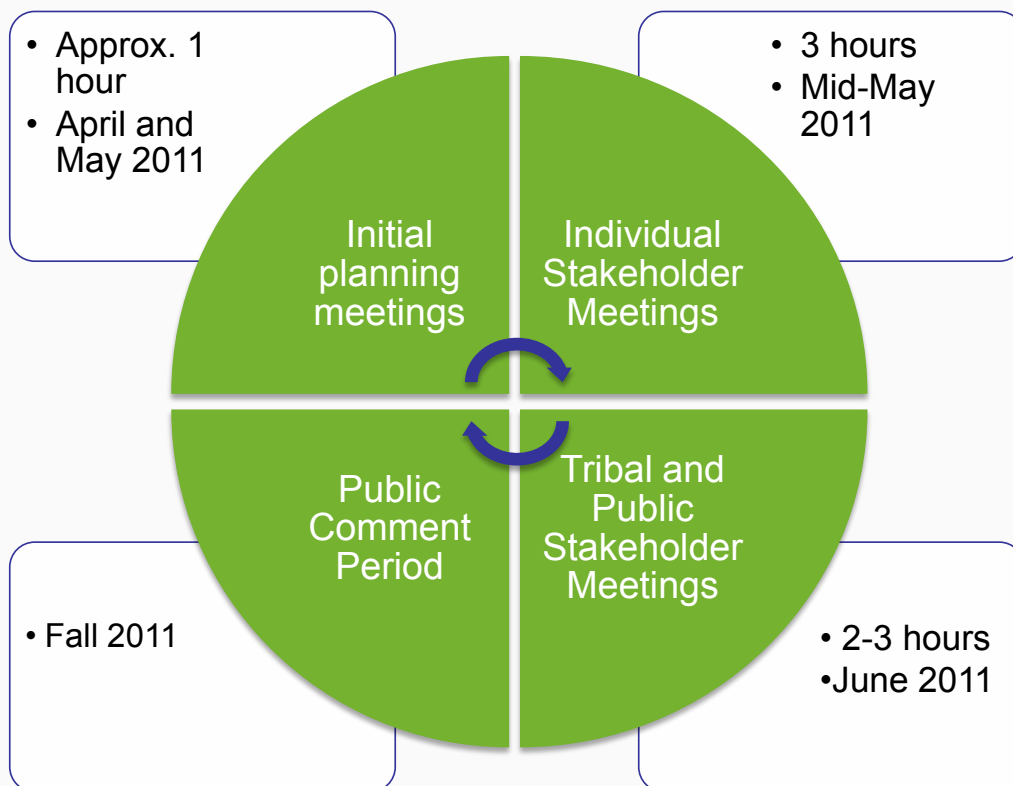 • Approx. 1
hour
• April and
May 2011
• 3 hours
• Mid-May
2011
Initial
planning
meetings
Individual
Stakeholder
Meetings
Public
Comment
Period
Tribal and
Public
Stakeholder
Meetings
• Fall 2011
• 2-3 hours
•June 2011